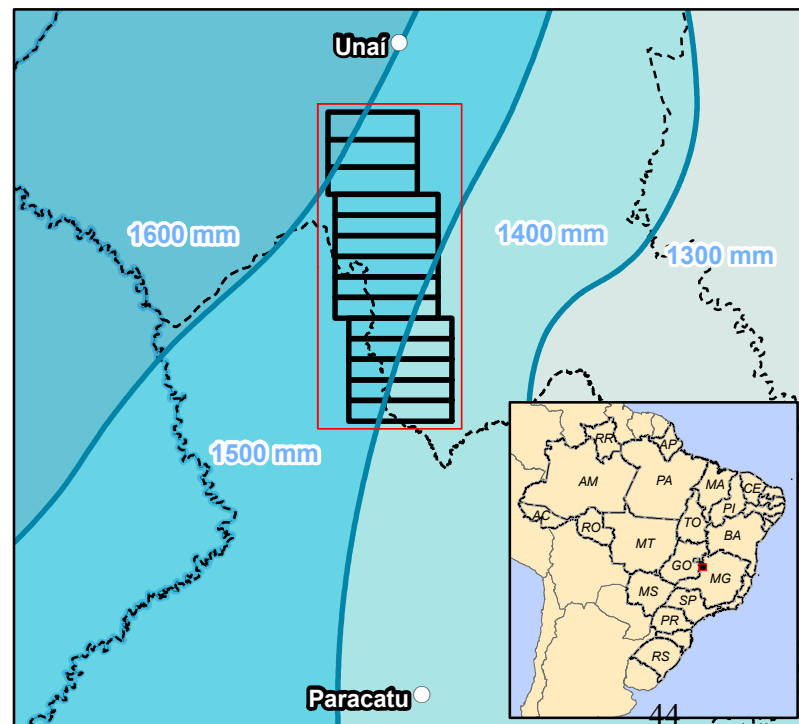 Unaí
1600 mm
1400 mm
1300 mm
1500 mm
Paracatu
RR
AP
AM
PA
MA
CE
PI
AC
RO
TO
MT
BA
GO
MG
MS
SP
PR
RS
44